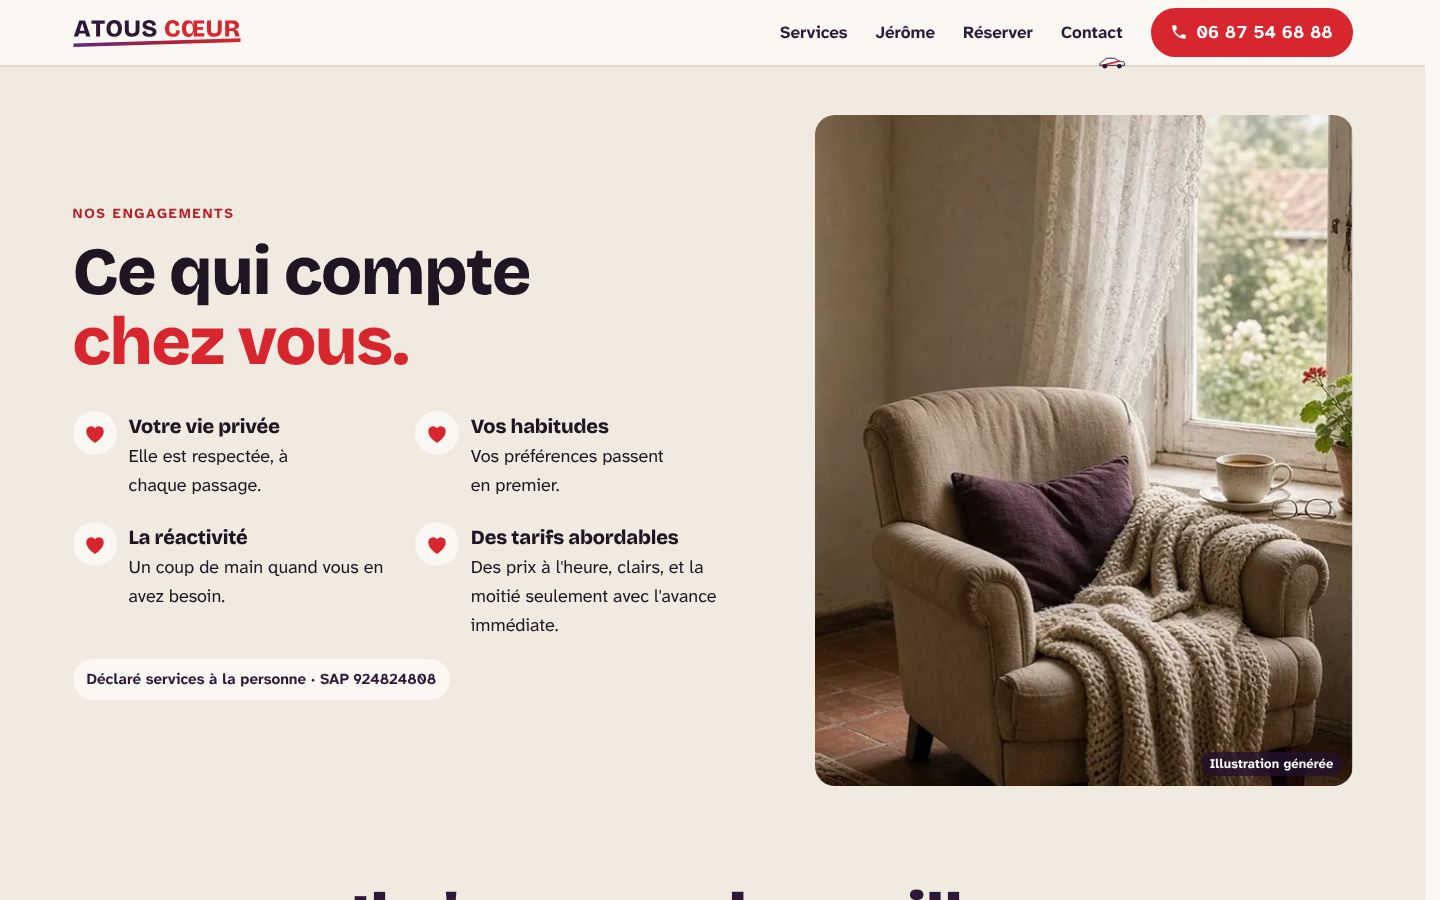 ATOUS CŒUR
Services
Jérôme
Réserver
Contact
06 87 54 68 88
NOS ENGAGEMENTS
Ce qui compte
chez vous.
Votre vie privée
Elle est respectée, à
chaque passage.
Vos habitudes
Vos préférences passent
en premier.
La réactivité
Un coup de main quand vous en
avez besoin.
Des tarifs abordables
Des prix à l'heure, clairs, et la
moitié seulement avec l'avance
immédiate.
Déclaré services à la personne · SAP 924824808
Illustration générée